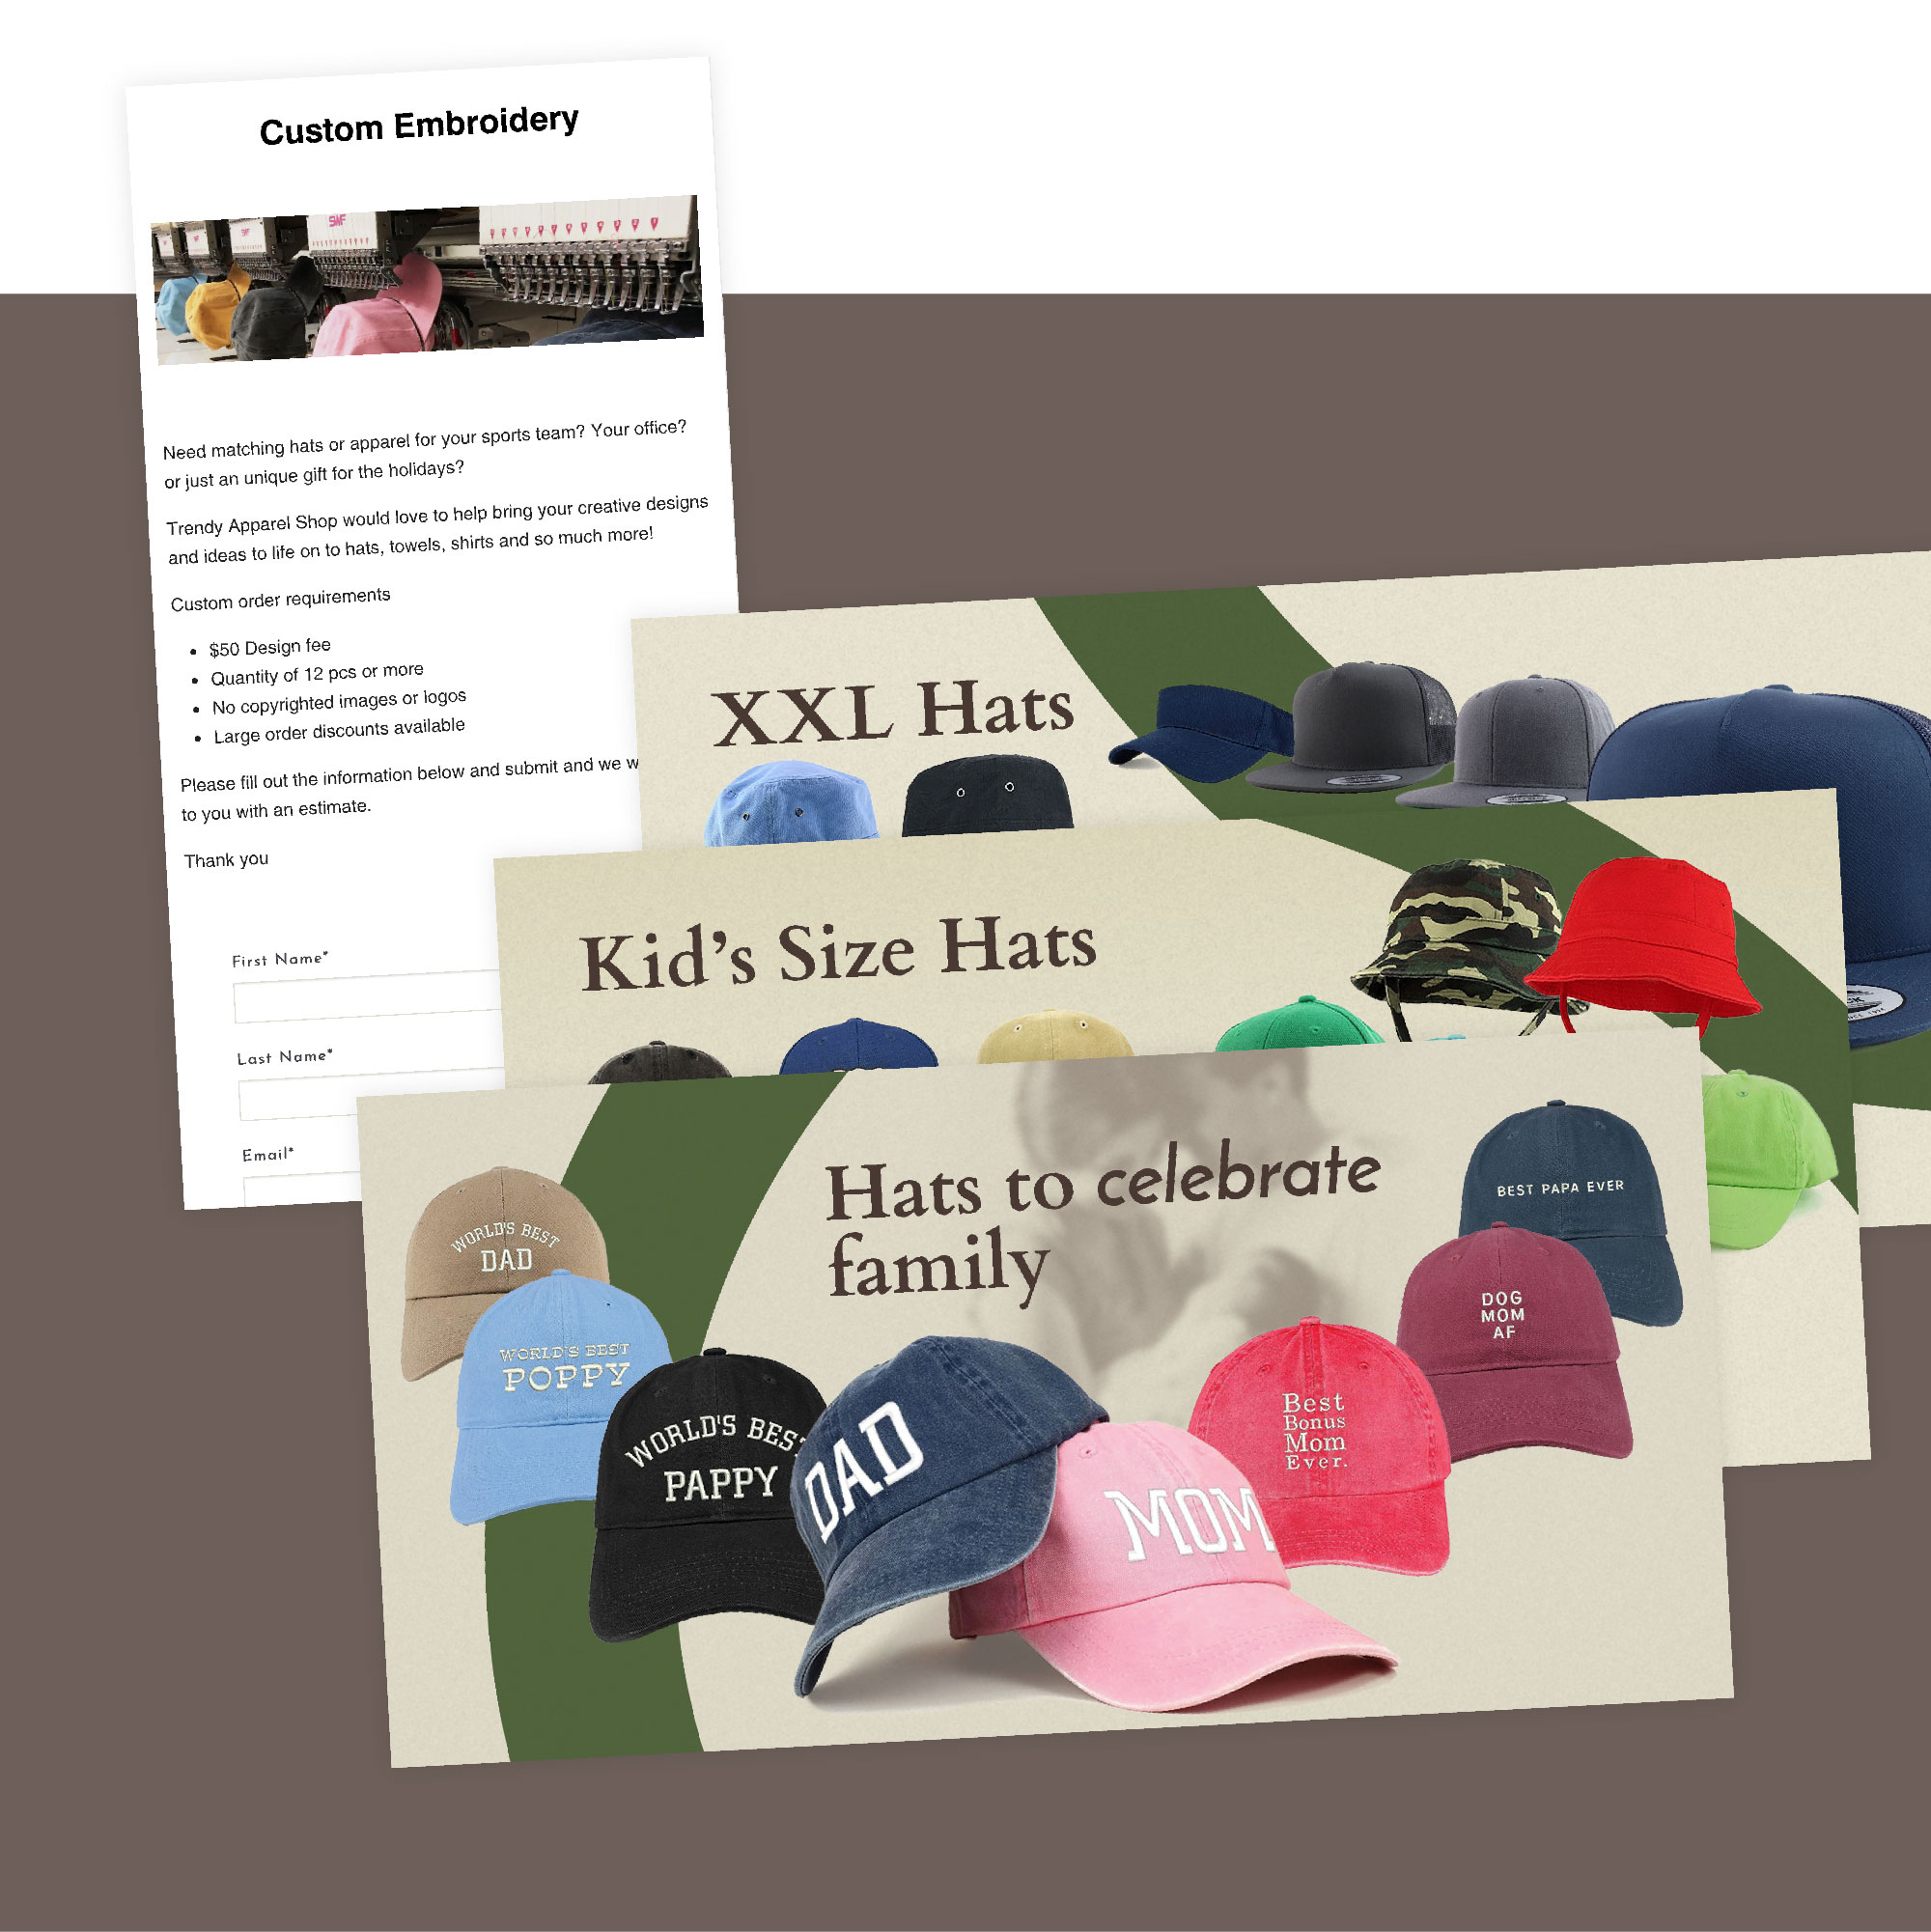 Custom Embroidery
SWF
Need matching hats or apparel for your sports team? Your office?
or just an unique gift for the holidays?
Trendy Apparel Shop would love to help bring your creative designs
and ideas to life on to hats, towels, shirts and so much more!
Custom order requirements
• $50 Design fee
• Quantity of 12 pcs or more
• No copyrighted images or logos
• Large order discounts available
Please fill out the information below and submit and we w
to you with an estimate.
Thank you
First Name*
Last Name*
Email*
XXL Hats
Kid's Size Hats
Hats to celebrate
family
WORLD'S BEST
DAD
WORLD'S BEST
POPPY
WORLD'S BEST
PAPPY
DAD
MOM
Best
Bonus
Mom
Ever.
DOG
MOM
AF
BEST PAPA EVER